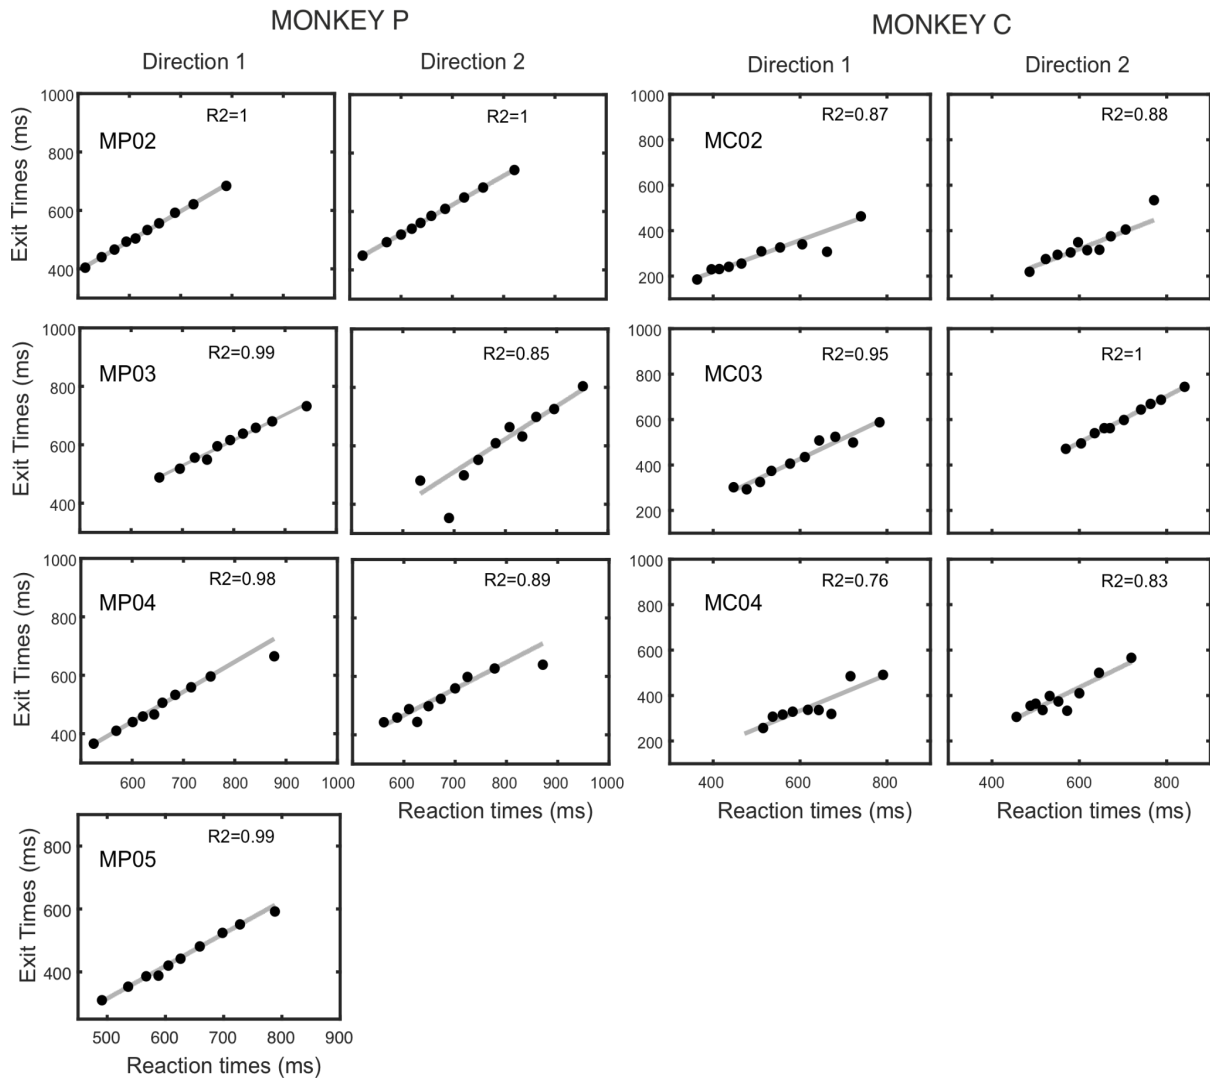 MONKEY P
MONKEY C
Direction 1
Direction 2
Direction 1
Direction 2
1000
800
600
400
Exit Times (ms)
MP02
R2=1
R2=1
1000
800
600
400
200
MC02
R2=0.87
R2=0.88
1000
800
600
400
Exit Times (ms)
MP03
R2=0.99
R2=0.85
1000
800
600
400
200
MC03
R2=0.95
R2=1
1000
800
600
400
Exit Times (ms)
MP04
R2=0.98
600 700 800 900 1000
R2=0.89
600 700 800 900 1000
Reaction times (ms)
1000
800
600
400
200
MC04
R2=0.76
400 600 800
Reaction times (ms)
R2=0.83
400 600 800
Reaction times (ms)
800
600
400
Exit Times (ms)
MP05
R2=0.99
500 600 700 800 900
Reaction times (ms)